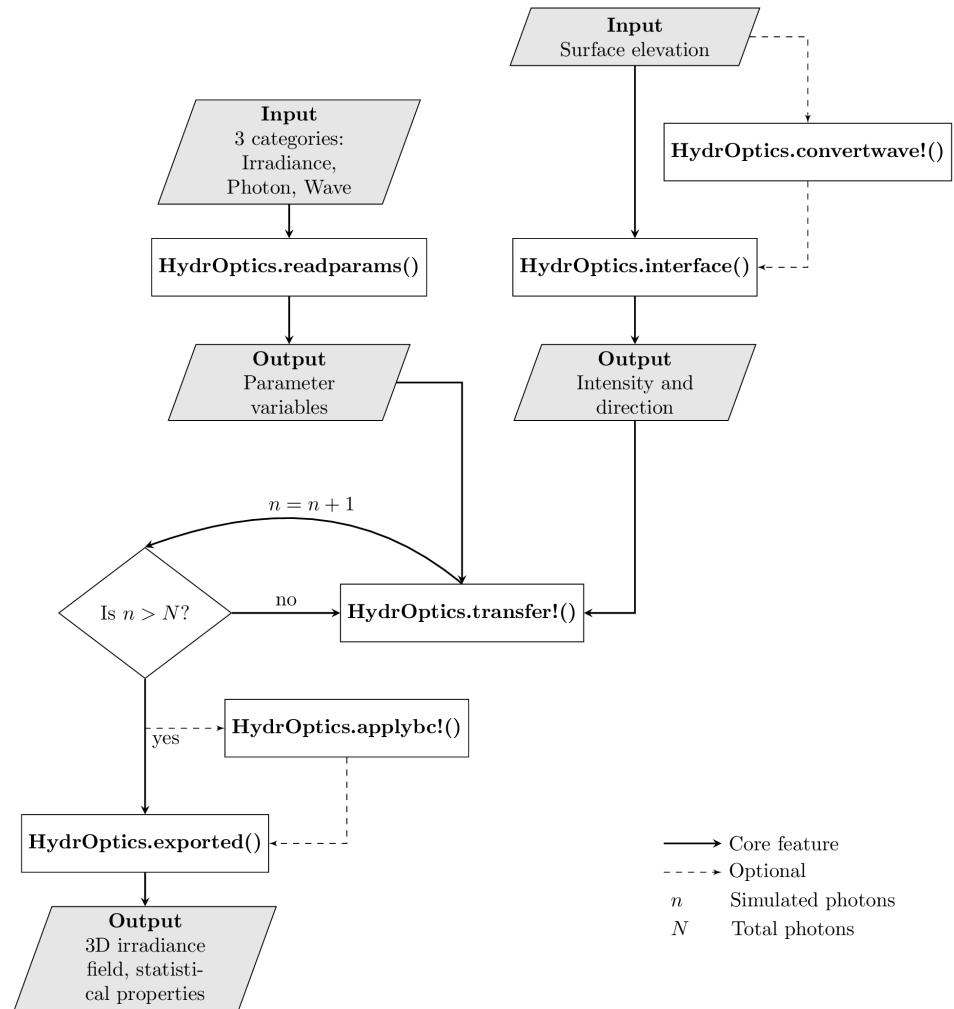 Input
Surface elevation
Input
3 categories:
Irradiance,
Photon, Wave
HydrOptics.convertwave!()
HydrOptics.readparams()
HydrOptics.interface()
Output
Parameter
variables
Output
Intensity and
direction
n = n + 1
Is n > N?
no
HydrOptics.transfer!()
HydrOptics.applybc!()
yes
HydrOptics.exported()
Core feature
Optional
n Simulated photons
N Total photons
Output
3D irradiance
field, statisti-
cal properties